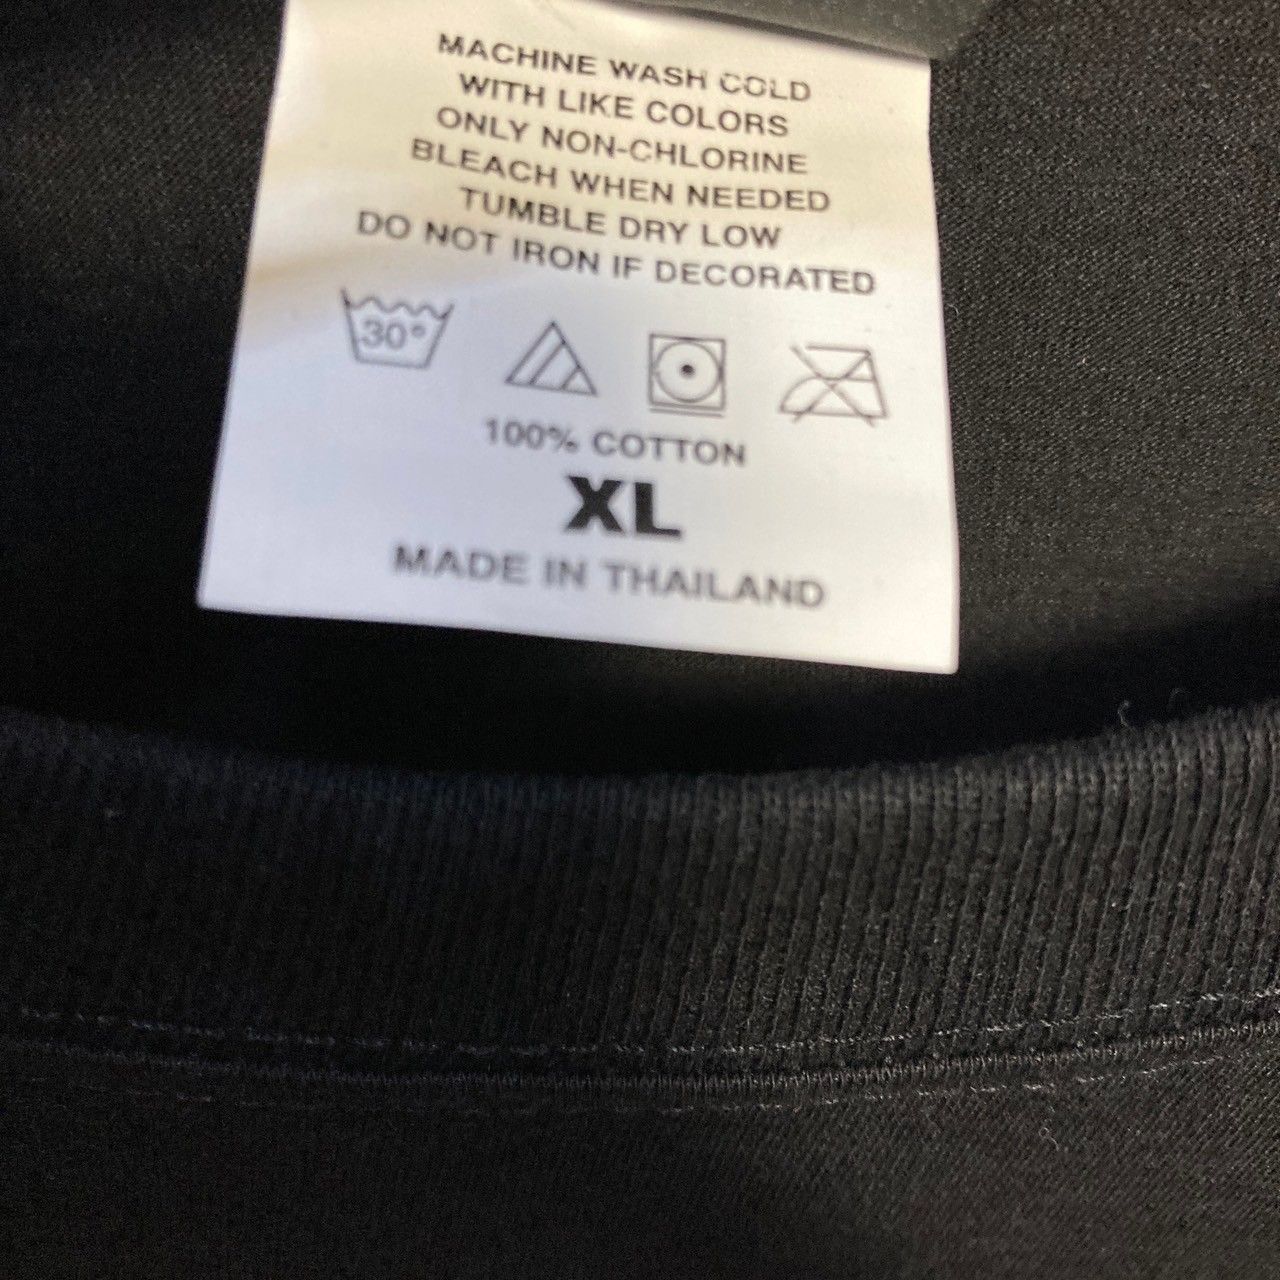 MACHINE WASH COLD
WITH LIKE COLORS
ONLY NON-CHLORINE
BLEACH WHEN NEEDED
TUMBLE DRY LOW
DO NOT IRON IF DECORATED
30°
100% COTTON
XL
MADE IN THAILAND